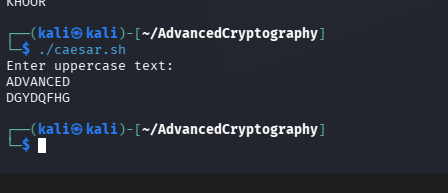 KHOOR
┌──(kali㉿kali)-[~/AdvancedCryptography]
└─$ ./caesar.sh
Enter uppercase text:
ADVANCED
DGYDQFHG
┌──(kali㉿kali)-[~/AdvancedCryptography]
└─$